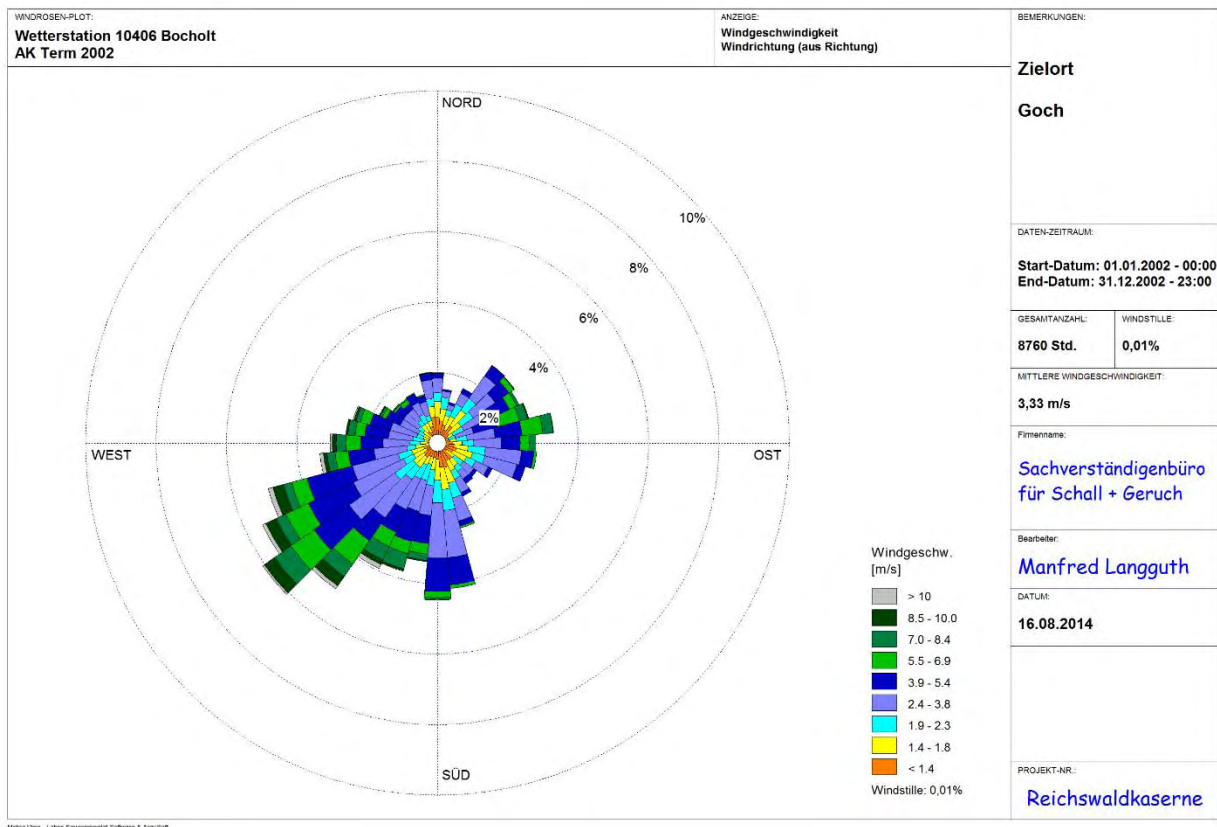 WINDROSEN-PLOT:
Wetterstation 10406 Bocholt
AK Term 2002
ANZEIGE:
Windgeschwindigkeit
Windrichtung (aus Richtung)
BEMERKUNGEN:
Zielort
Goch
NORD
10%
8%
6%
4%
2%
WEST
OST
SÜD
Windgeschw.
[m/s]
> 10
8.5 - 10.0
7.0 - 8.4
5.5 - 6.9
3.9 - 5.4
2.4 - 3.8
1.9 - 2.3
1.4 - 1.8
< 1.4
Windstille: 0,01%
DATEN-ZEITRAUM:
Start-Datum: 01.01.2002 - 00:00
End-Datum: 31.12.2002 - 23:00
GESAMTANZAHL:
8760 Std.
WINDSTILLE:
0,01%
MITTLERE WINDGESCHWINDIGKEIT:
3,33 m/s
Firmenname:
Sachverständigenbüro
für Schall + Geruch
Bearbeiter:
Manfred Langguth
DATUM:
16.08.2014
PROJEKT-NR.:
Reichswaldkaserne